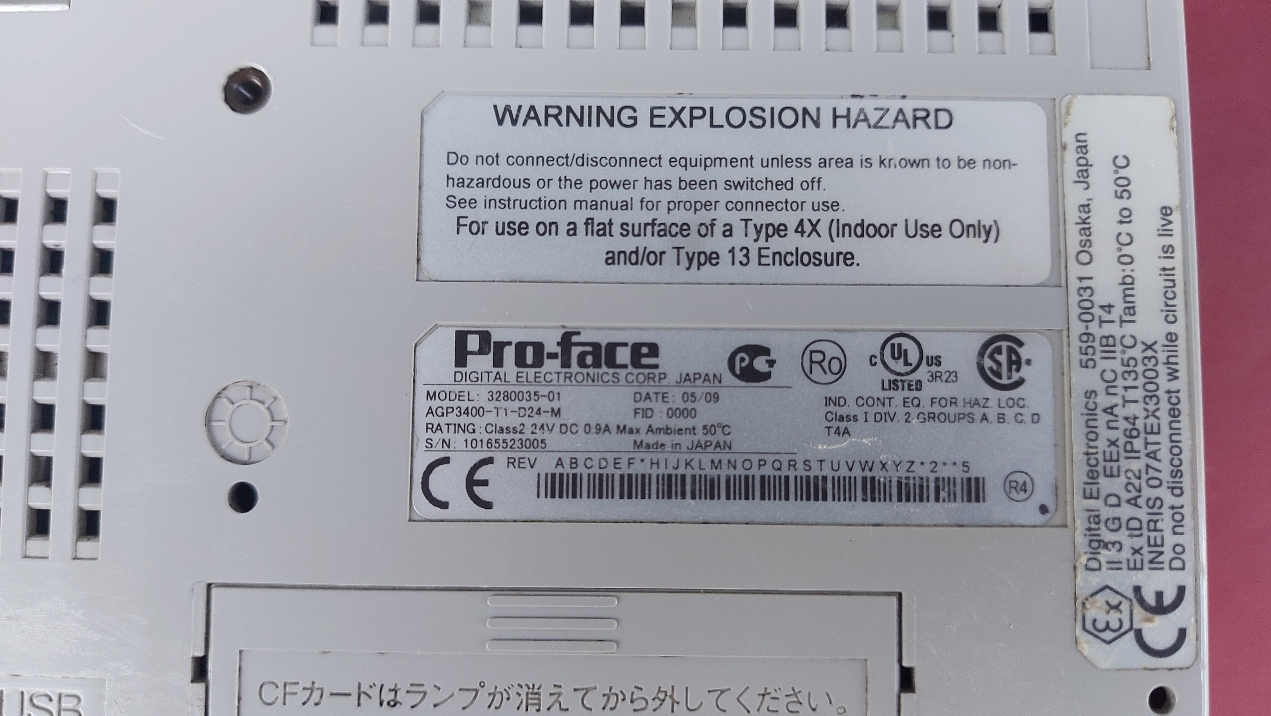 WARNING EXPLOSION HAZARD
Do not connect/disconnect equipment unless area is known to be non-
hazardous or the power has been switched off.
See instruction manual for proper connector use.
For use on a flat surface of a Type 4X (Indoor Use Only)
and/or Type 13 Enclosure.
Pro-face
DIGITAL ELECTRONICS CORP. JAPAN
MODEL: 3280035-01
DATE: 05/09
AGP3400-T1-D24-M
FID: 0000
RATING: Class2 24V DC 0.9A Max Ambient 50°C
S/N: 10165523005
Made in JAPAN
PG
Ro
C UL US
LISTED 3R23
SA
IND. CONT. EQ. FOR HAZ. LOC.
Class I DIV. 2 GROUPS A, B, C, D
T4A
CE
REV ABCDEF*HIJKLMNOPQRSTUVWXYZ*2**5
R4
Digital Electronics 559-0031 Osaka, Japan
II 3 G D EEx nA nC IIB T4
Ex tD A22 IP64 T135°C Tamb:0°C to 50°C
INERIS 07ATEX3003X
Do not disconnect while circuit is live
Ex
CE
CFカードはランプが消えてから外してください。
USB